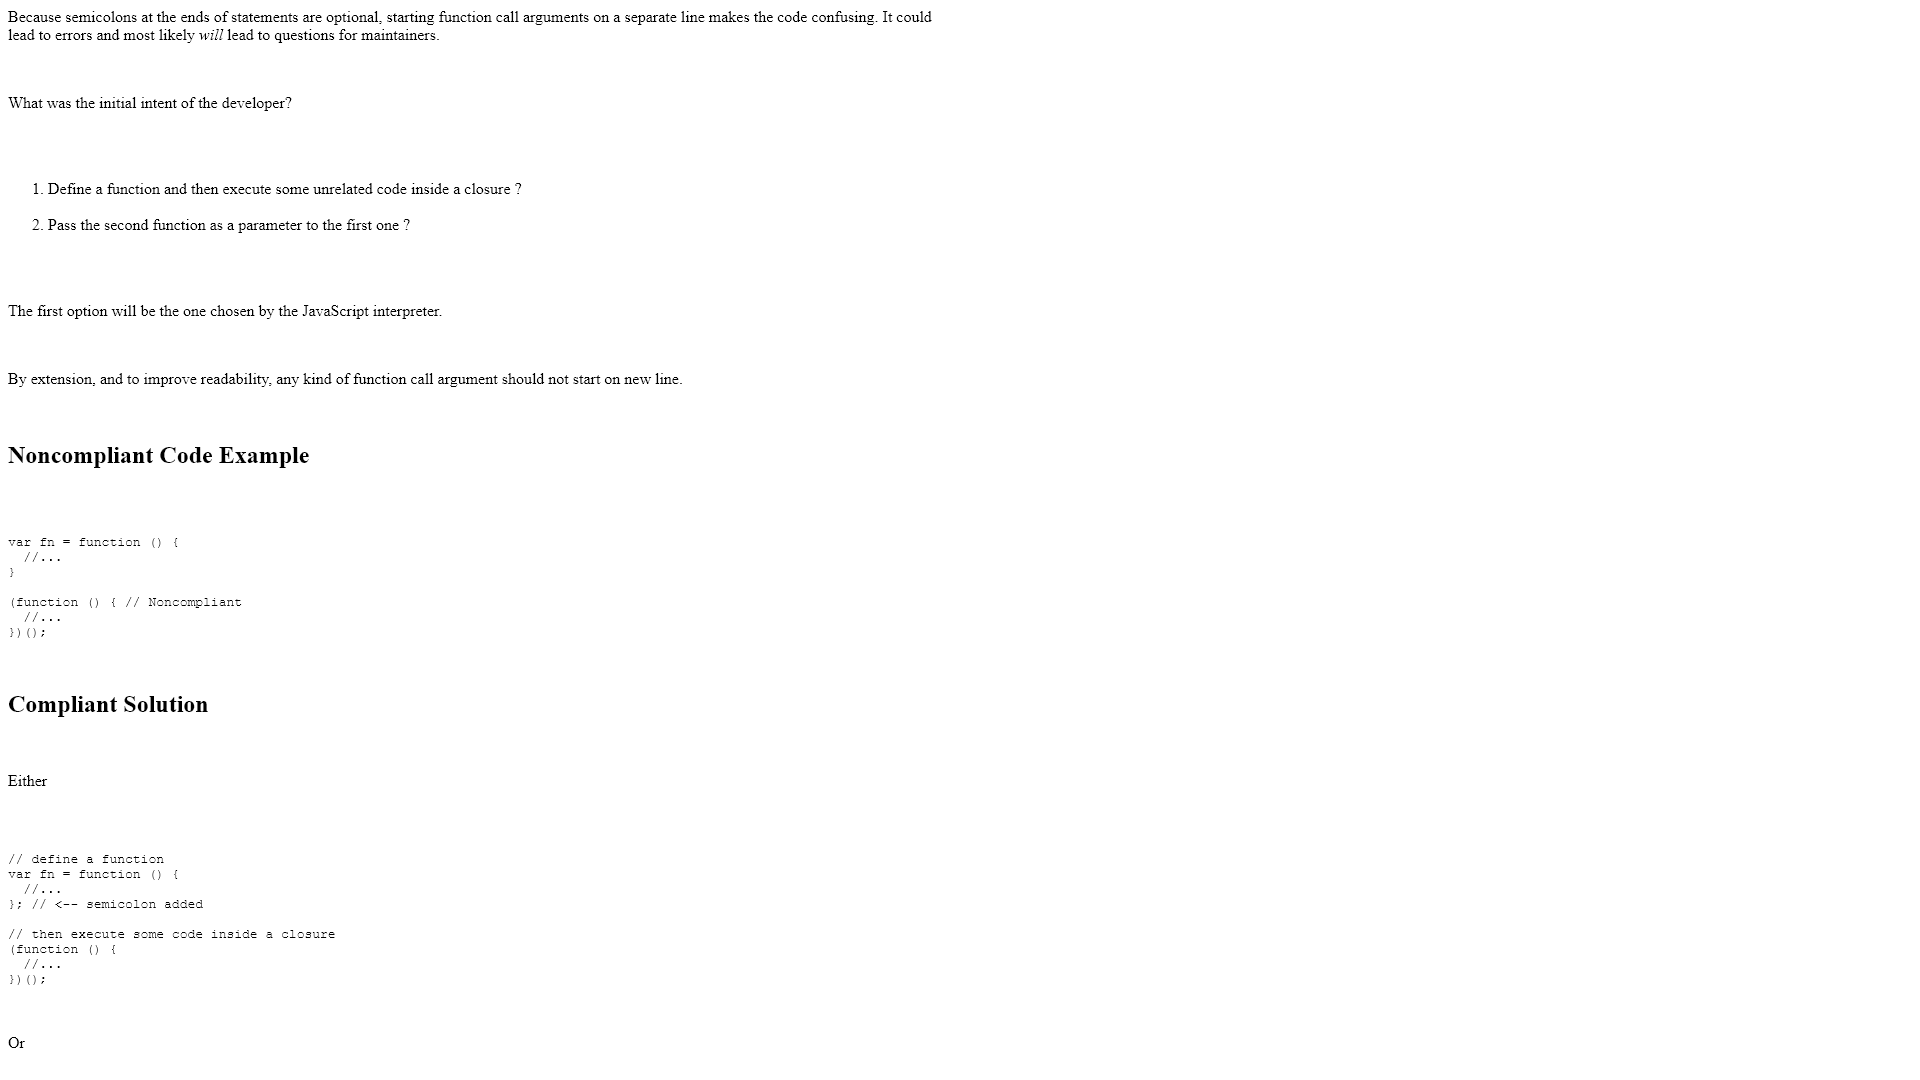 Because semicolons at the ends of statements are optional, starting function call arguments on a separate line makes the code confusing. It could
lead to errors and most likely will lead to questions for maintainers.
What was the initial intent of the developer?
1. Define a function and then execute some unrelated code inside a closure ?
2. Pass the second function as a parameter to the first one ?
The first option will be the one chosen by the JavaScript interpreter.
By extension, and to improve readability, any kind of function call argument should not start on new line.
Noncompliant Code Example
var fn = function () {
  //...
}
(function () { // Noncompliant
  //...
})();
Compliant Solution
Either
// define a function
var fn = function () {
  //...
}; // <-- semicolon added
// then execute some code inside a closure
(function () {
  //...
})();
Or